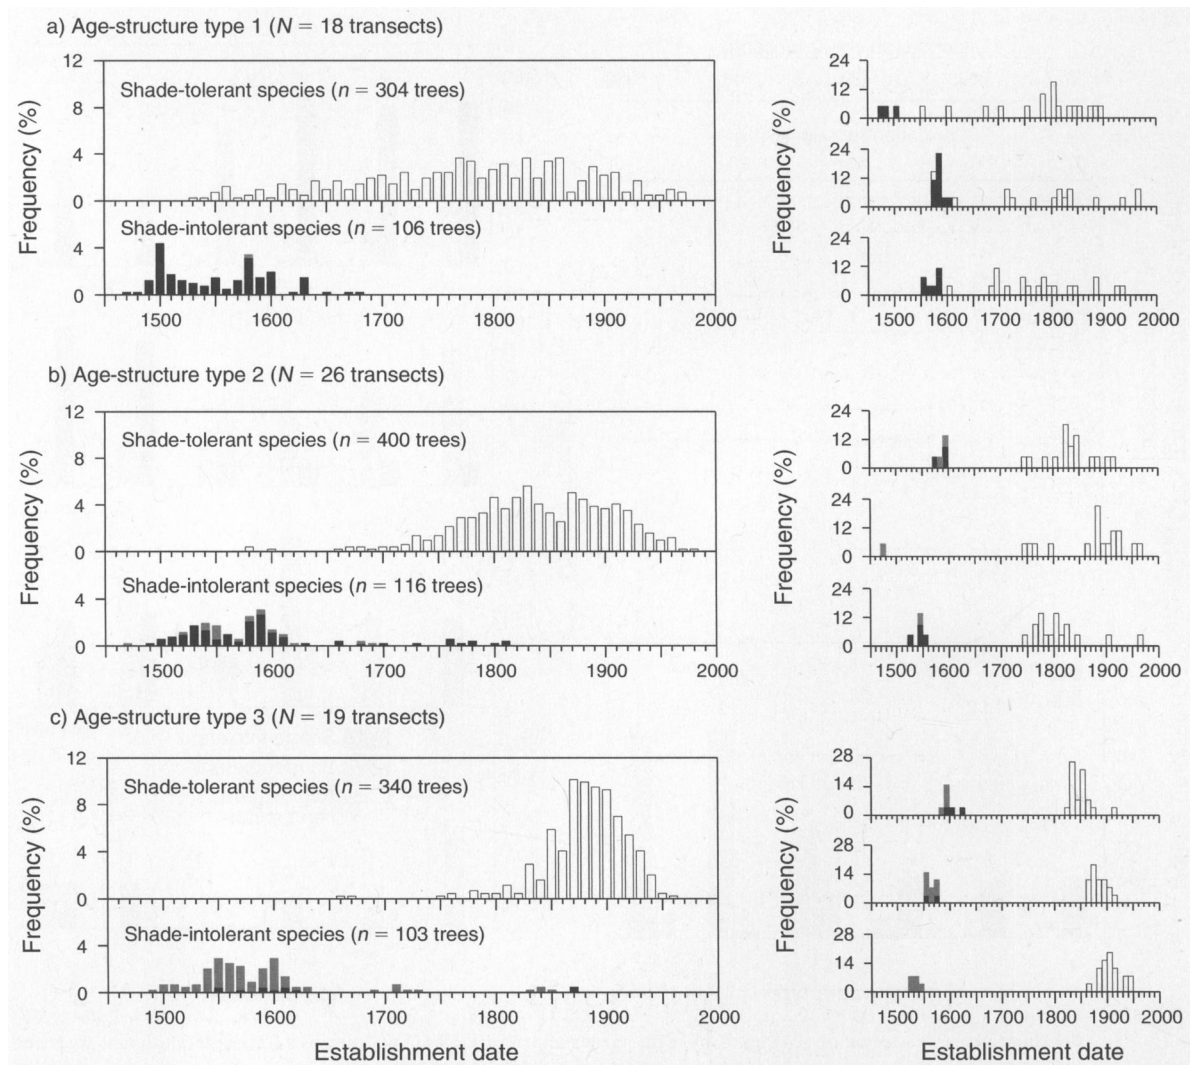 a) Age-structure type 1 (N = 18 transects)
12
8
4
0
4
0
Frequency (%)
Shade-tolerant species (n = 304 trees)
Shade-intolerant species (n = 106 trees)
1500 1600 1700 1800 1900 2000
Frequency (%)
24
12
0
24
12
0
24
12
0
1500 1600 1700 1800 1900 2000
b) Age-structure type 2 (N = 26 transects)
12
8
4
0
4
0
Frequency (%)
Shade-tolerant species (n = 400 trees)
Shade-intolerant species (n = 116 trees)
1500 1600 1700 1800 1900 2000
Frequency (%)
24
12
0
24
12
0
24
12
0
1500 1600 1700 1800 1900 2000
c) Age-structure type 3 (N = 19 transects)
12
8
4
0
4
0
Frequency (%)
Shade-tolerant species (n = 340 trees)
Shade-intolerant species (n = 103 trees)
1500 1600 1700 1800 1900 2000
Establishment date
Frequency (%)
28
14
0
28
14
0
28
14
0
1500 1600 1700 1800 1900 2000
Establishment date